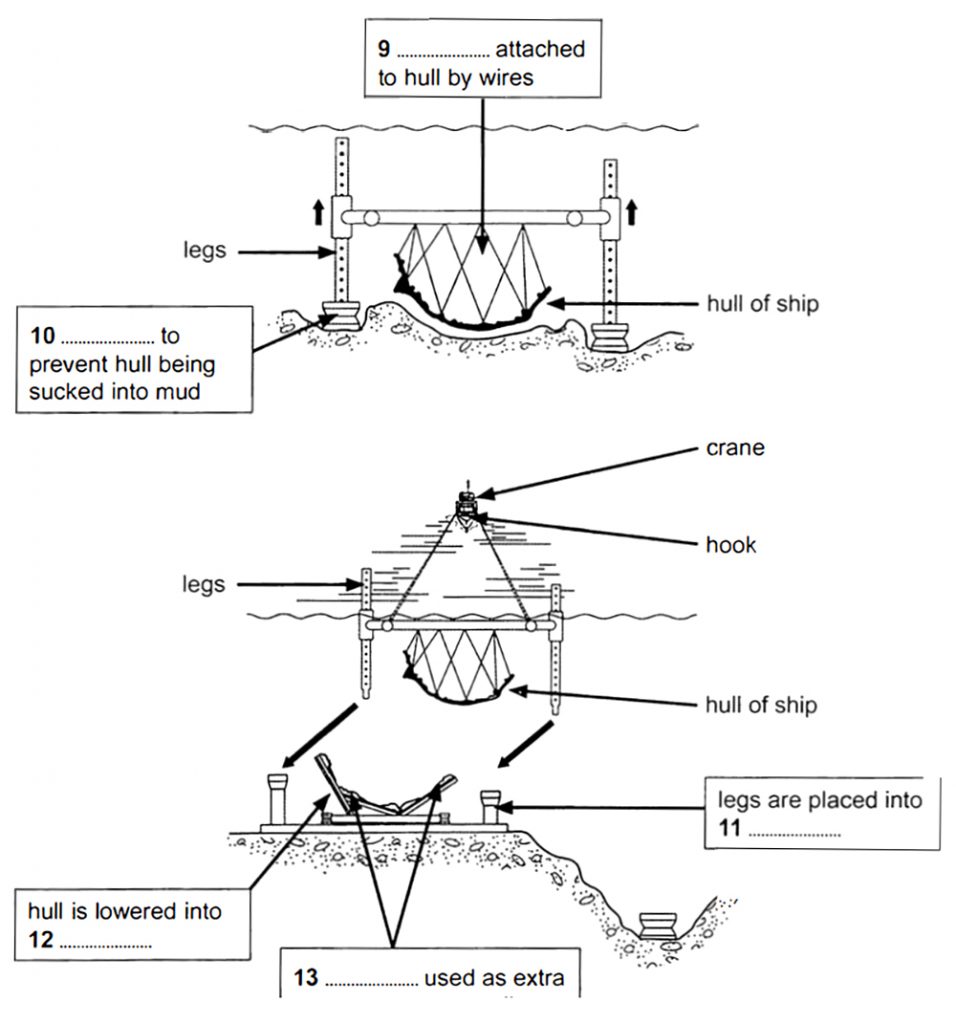 9 ...................... attached
to hull by wires
legs
hull of ship
10 ...................... to
prevent hull being
sucked into mud
crane
hook
legs
hull of ship
legs are placed into
11 ......................
hull is lowered into
12 ......................
13 ...................... used as extra